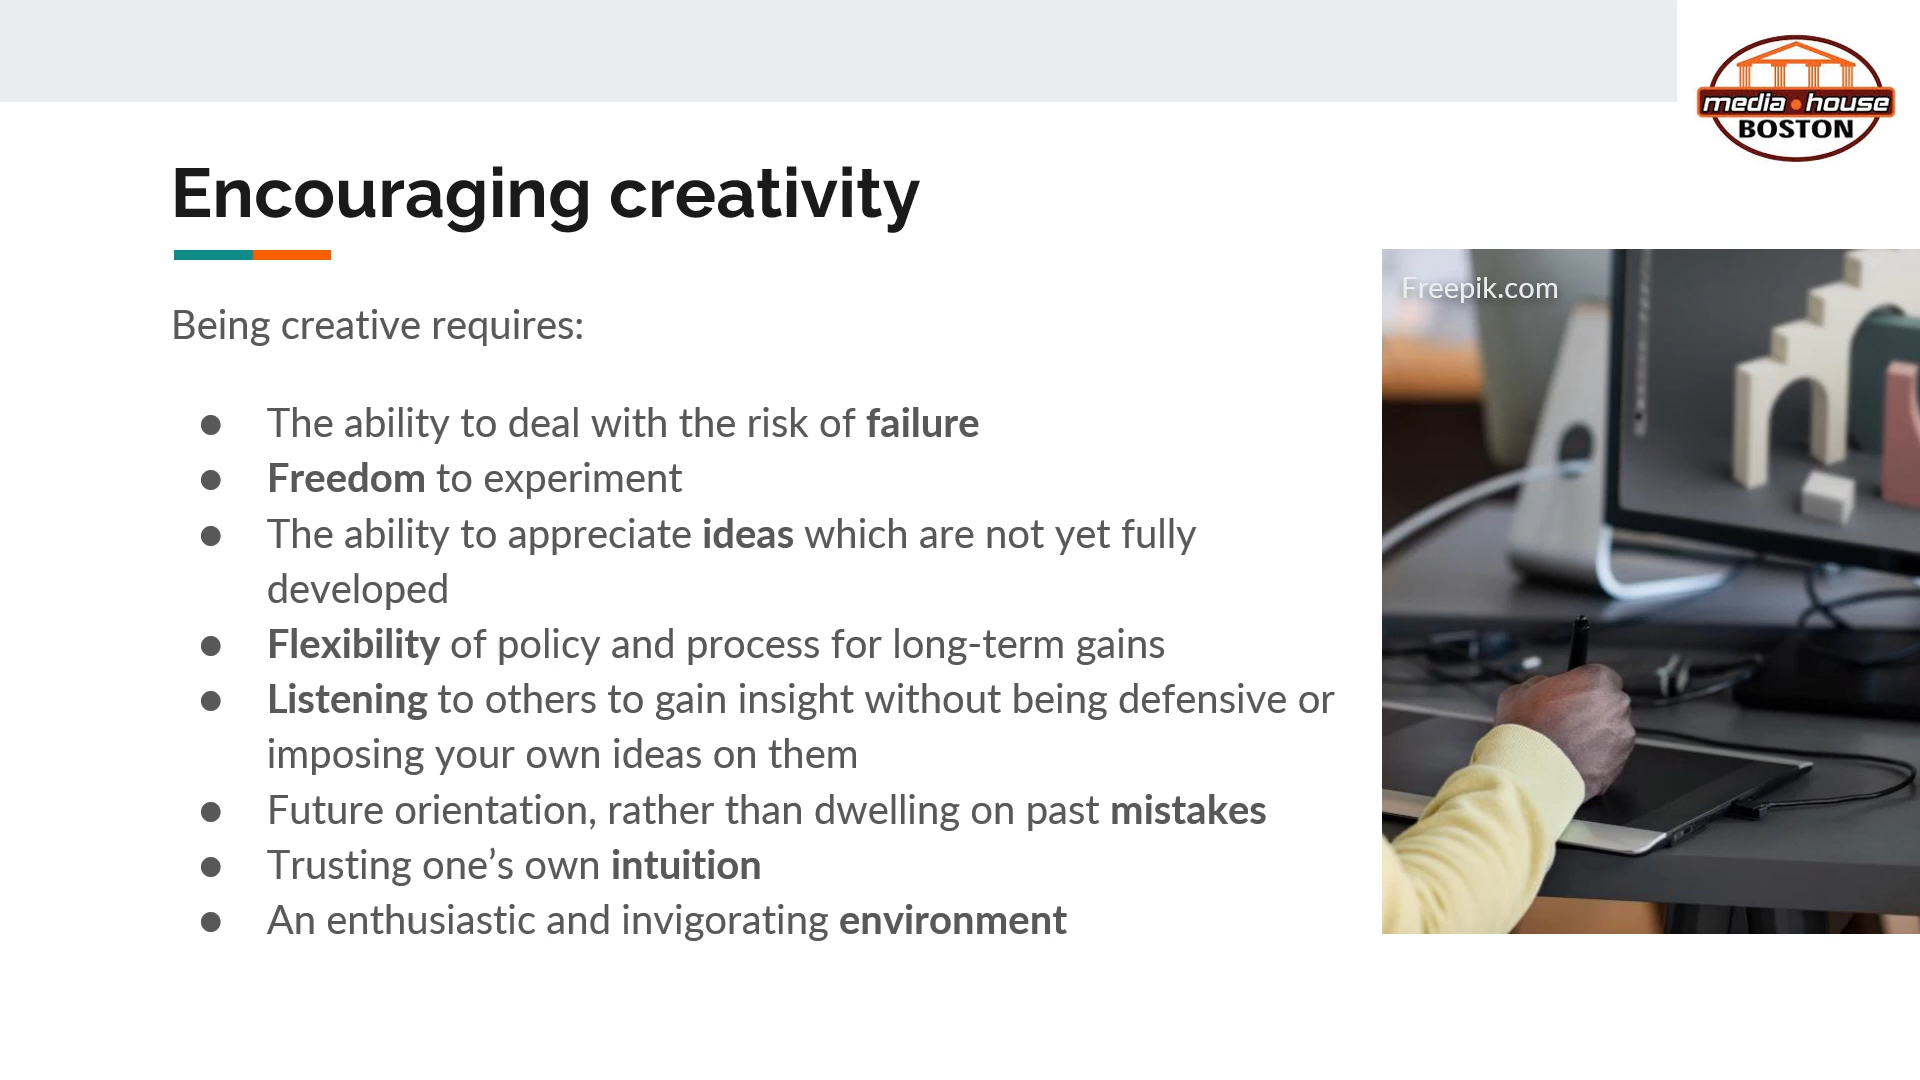 media house
BOSTON
Encouraging creativity
Freepik.com
Being creative requires:
● The ability to deal with the risk of failure
● Freedom to experiment
● The ability to appreciate ideas which are not yet fully
developed
● Flexibility of policy and process for long-term gains
● Listening to others to gain insight without being defensive or
imposing your own ideas on them
● Future orientation, rather than dwelling on past mistakes
● Trusting one’s own intuition
● An enthusiastic and invigorating environment